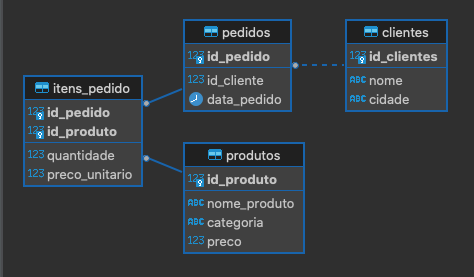 pedidos
123 id_pedido
123 id_cliente
data_pedido
clientes
123 id_clientes
ABC nome
ABC cidade
itens_pedido
123 id_pedido
123 id_produto
123 quantidade
123 preco_unitario
produtos
123 id_produto
ABC nome_produto
ABC categoria
123 preco